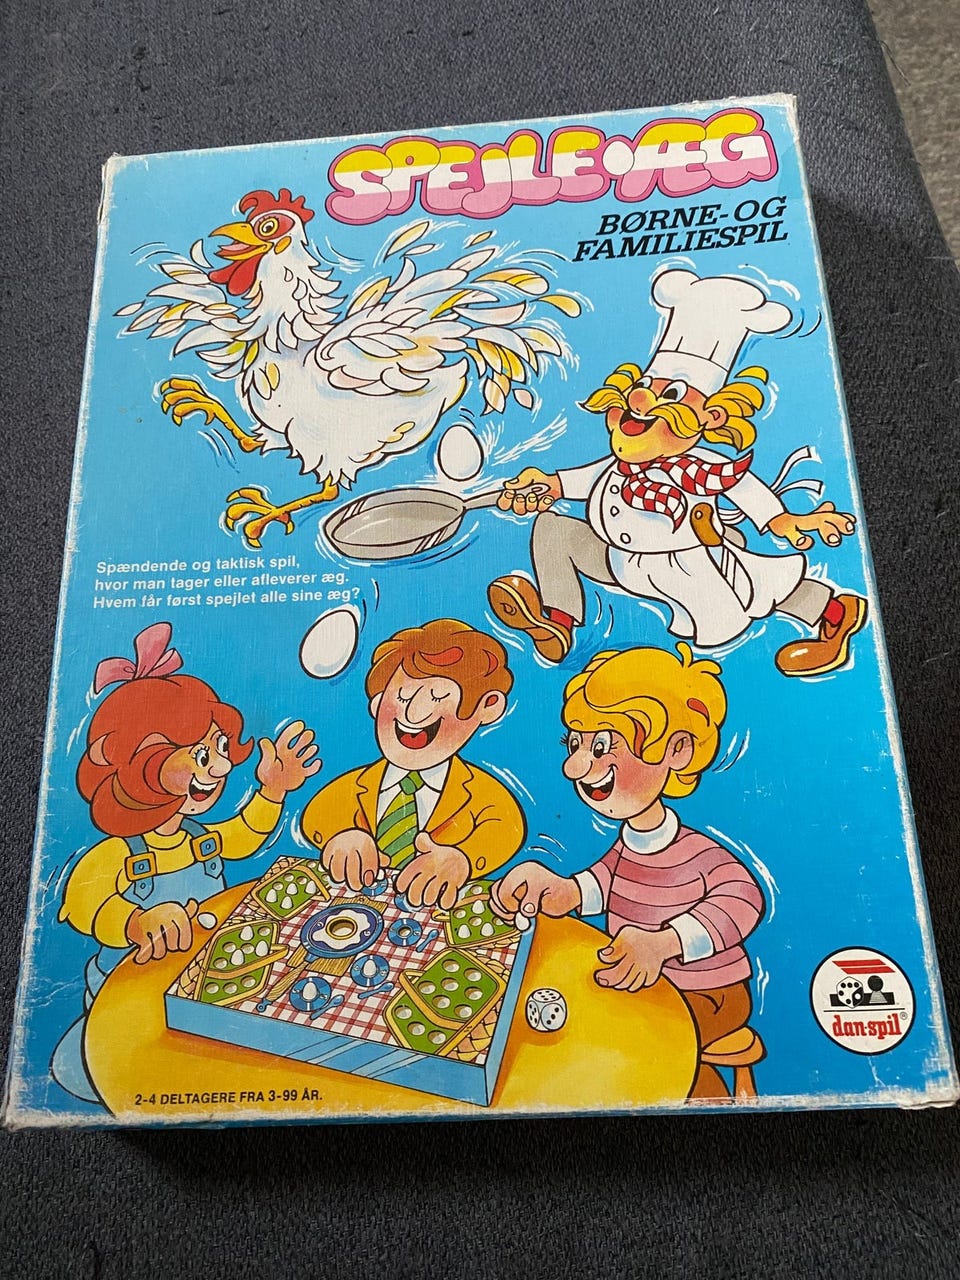 SPEJLE•ÆG
BØRNE- OG
FAMILIESPIL
Spændende og taktisk spil,
hvor man tager eller afleverer æg.
Hvem får først spejlet alle sine æg?
dan-spil®
2-4 DELTAGERE FRA 3-99 ÅR.